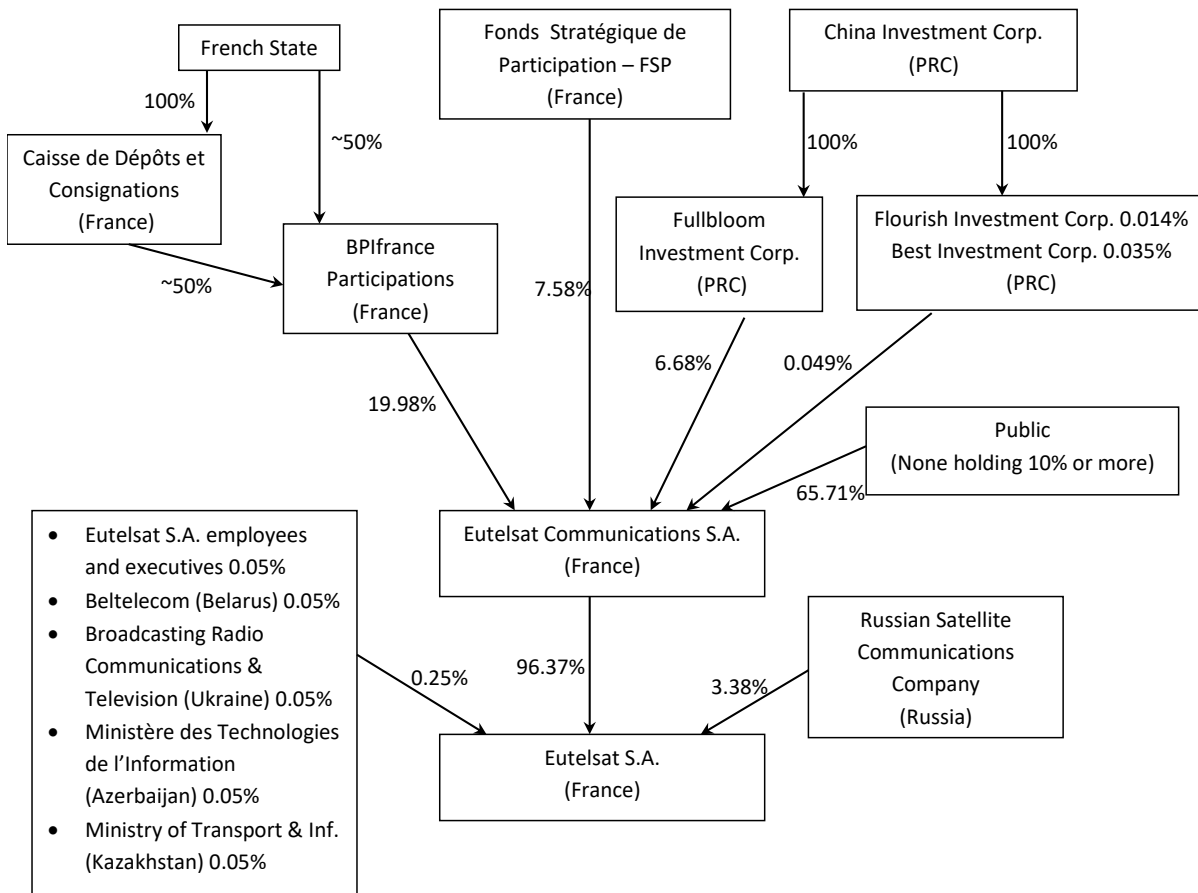 French State
Fonds Stratégique de
Participation – FSP
(France)
China Investment Corp.
(PRC)
100%
~50%
100%
100%
Caisse de Dépôts et
Consignations
(France)
BPIfrance
Participations
(France)
Fullbloom
Investment Corp.
(PRC)
Flourish Investment Corp. 0.014%
Best Investment Corp. 0.035%
(PRC)
~50%
7.58%
19.98%
6.68%
0.049%
Public
(None holding 10% or more)
65.71%
Eutelsat Communications S.A.
(France)
• Eutelsat S.A. employees
and executives 0.05%
• Beltelecom (Belarus) 0.05%
• Broadcasting Radio
Communications &
Television (Ukraine) 0.05%
• Ministère des Technologies
de l’Information
(Azerbaijan) 0.05%
• Ministry of Transport & Inf.
(Kazakhstan) 0.05%
0.25%
96.37%
3.38%
Russian Satellite
Communications
Company
(Russia)
Eutelsat S.A.
(France)